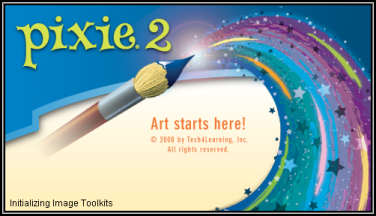 pixie. 2
Art starts here!
© 2008 by Tech4Learning, Inc.
All rights reserved.
Initializing Image Toolkits